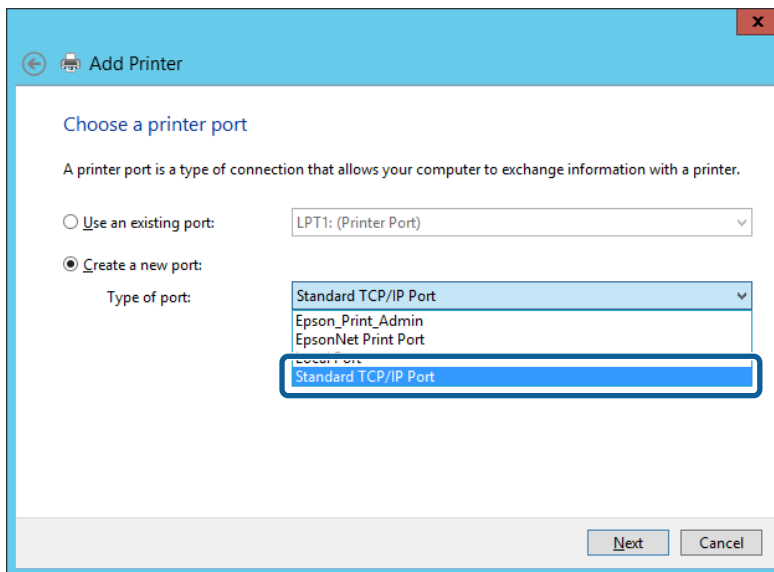 x
Add Printer
Choose a printer port
A printer port is a type of connection that allows your computer to exchange information with a printer.
Use an existing port: LPT1: (Printer Port)
Create a new port:
Type of port: Standard TCP/IP Port
Epson_Print_Admin
EpsonNet Print Port
Local Port
Standard TCP/IP Port
Next Cancel